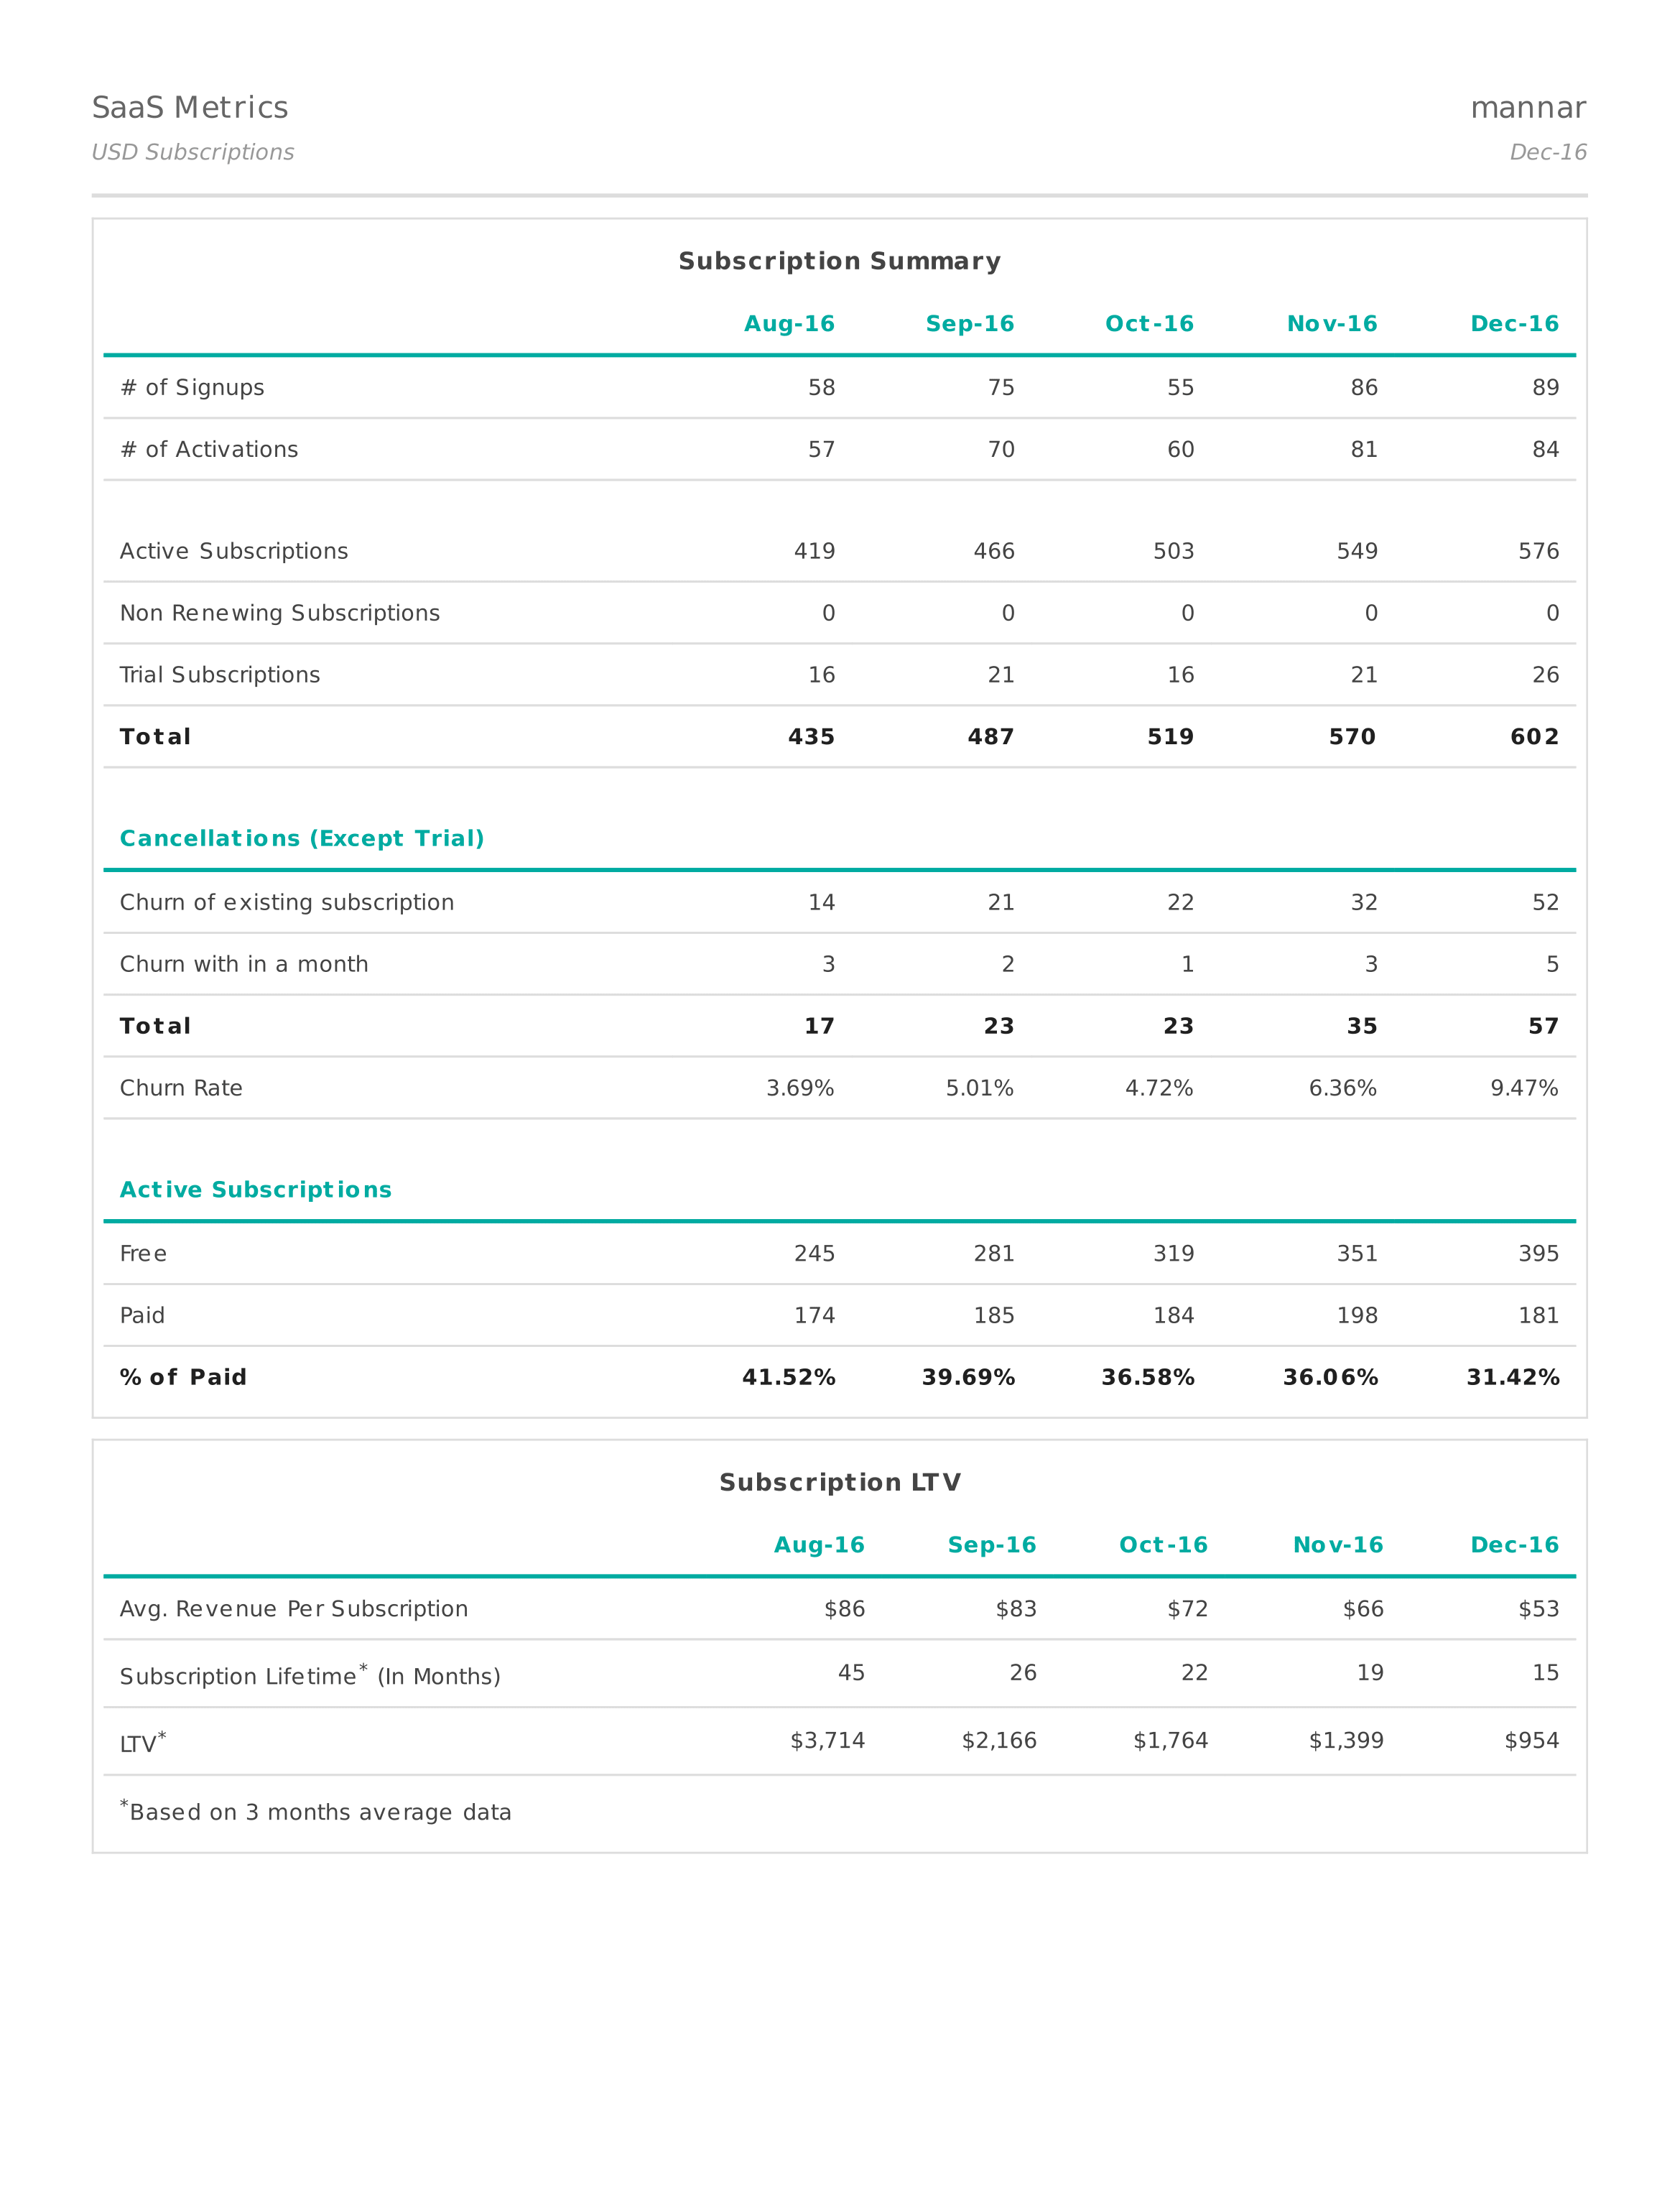 SaaS Metrics mannar
USD Subscriptions Dec-16
Subscription Summary
Aug-16 Sep-16 Oct-16 Nov-16 Dec-16
# of Signups 58 75 55 86 89
# of Activations 57 70 60 81 84
Active Subscriptions 419 466 503 549 576
Non Renewing Subscriptions 0 0 0 0 0
Trial Subscriptions 16 21 16 21 26
Total 435 487 519 570 602
Cancellations (Except Trial)
Churn of existing subscription 14 21 22 32 52
Churn with in a month 3 2 1 3 5
Total 17 23 23 35 57
Churn Rate 3.69% 5.01% 4.72% 6.36% 9.47%
Active Subscriptions
Free 245 281 319 351 395
Paid 174 185 184 198 181
% of Paid 41.52% 39.69% 36.58% 36.06% 31.42%
Subscription LTV
Aug-16 Sep-16 Oct-16 Nov-16 Dec-16
Avg. Revenue Per Subscription $86 $83 $72 $66 $53
Subscription Lifetime* (In Months) 45 26 22 19 15
LTV* $3,714 $2,166 $1,764 $1,399 $954
*Based on 3 months average data